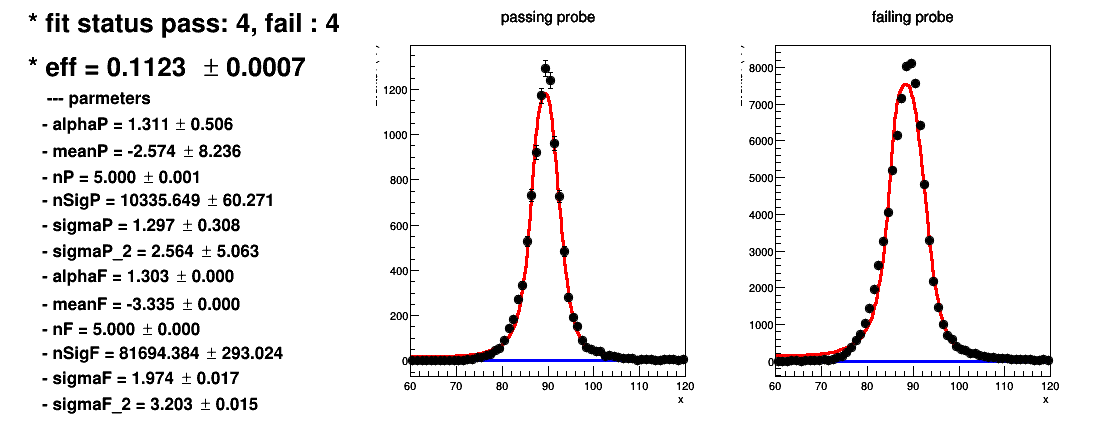 * fit status pass: 4, fail : 4
* eff = 0.1123 ± 0.0007
--- parmeters
- alphaP = 1.311 ± 0.506
- meanP = -2.574 ± 8.236
- nP = 5.000 ± 0.001
- nSigP = 10335.649 ± 60.271
- sigmaP = 1.297 ± 0.308
- sigmaP_2 = 2.564 ± 5.063
- alphaF = 1.303 ± 0.000
- meanF = -3.335 ± 0.000
- nF = 5.000 ± 0.000
- nSigF = 81694.384 ± 293.024
- sigmaF = 1.974 ± 0.017
- sigmaF_2 = 3.203 ± 0.015
passing probe
1200
1000
800
600
400
200
0
60 70 80 90 100 110 120
x
failing probe
8000
7000
6000
5000
4000
3000
2000
1000
0
60 70 80 90 100 110 120
x